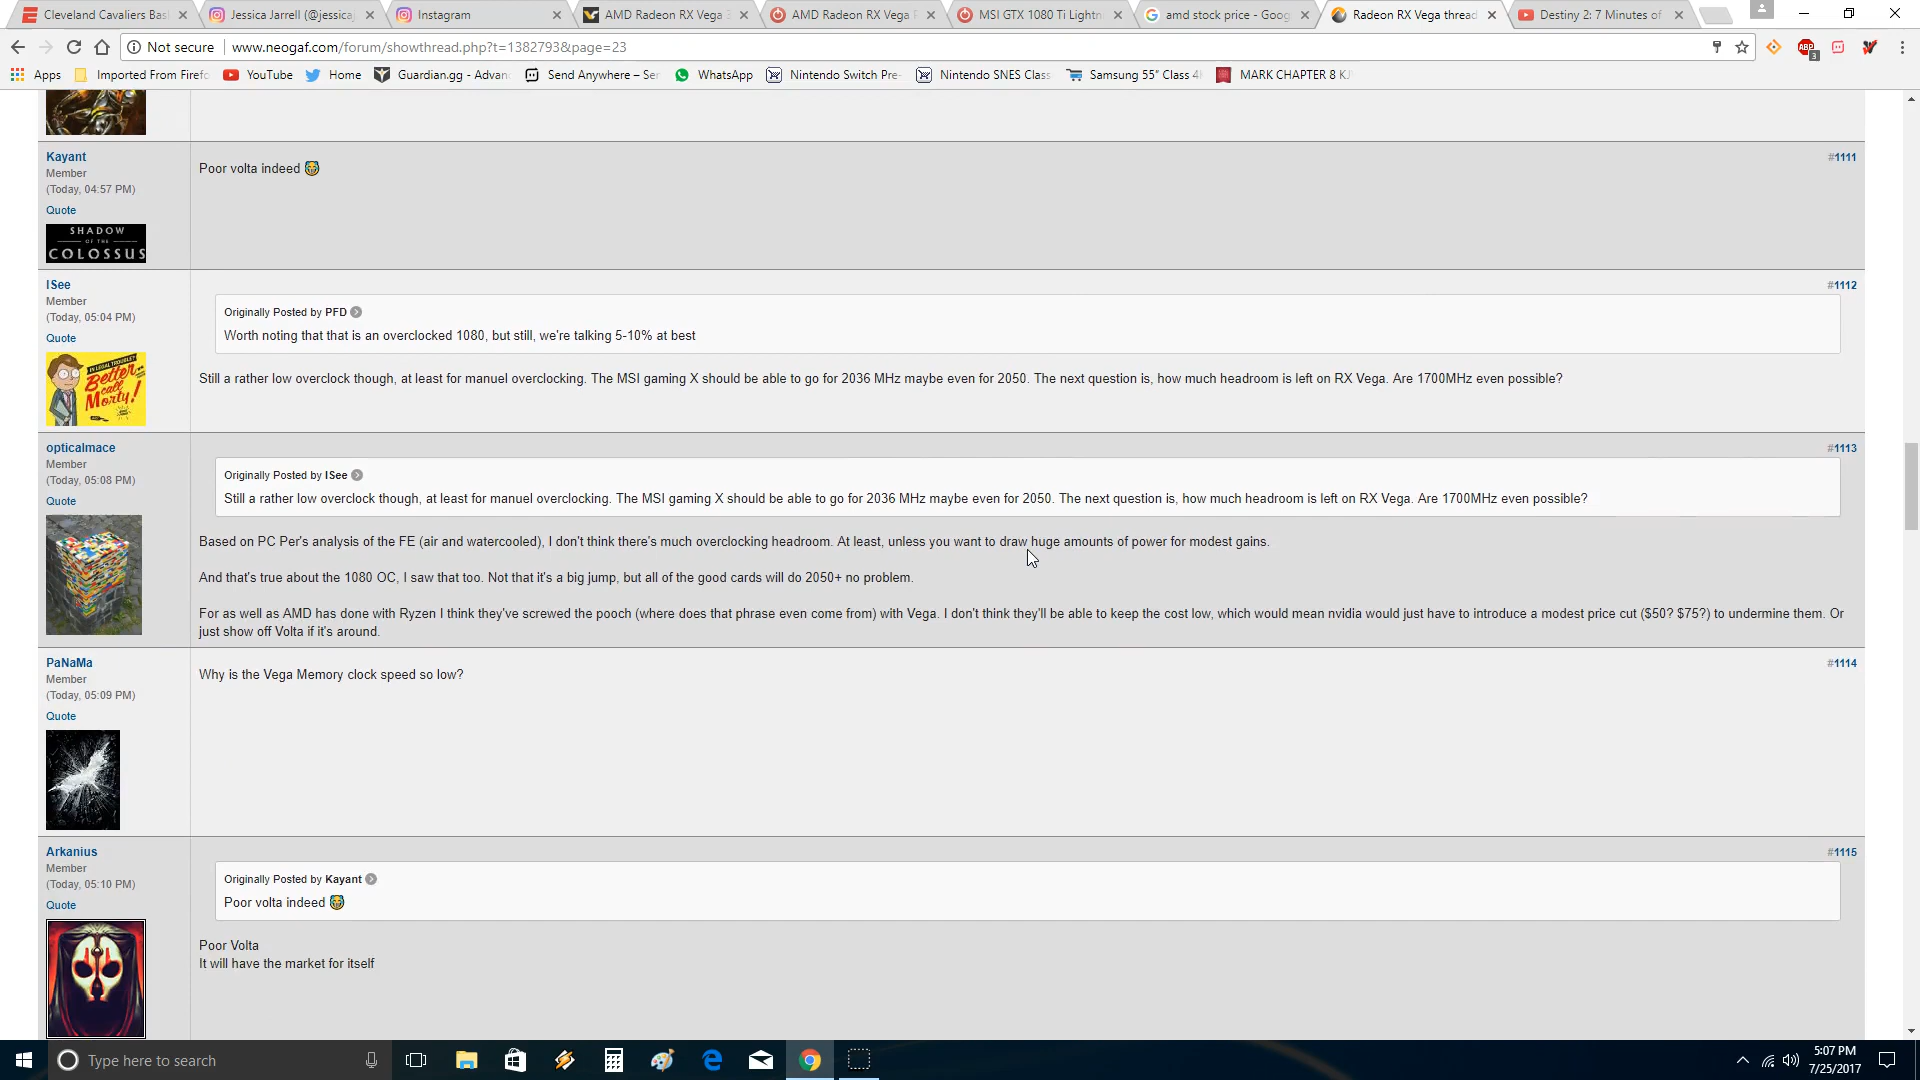 Cleveland Cavaliers Bas
Jessica Jarrell (@jessica
Instagram
AMD Radeon RX Vega
AMD Radeon RX Vega
MSI GTX 1080 Ti Lightn
amd stock price - Goog
Radeon RX Vega thread
Destiny 2: 7 Minutes of
Not secure
www.neogaf.com/forum/showthread.php?t=1382793&page=23
Apps
Imported From Firefo
YouTube
Home
Guardian.gg - Advan
Send Anywhere – Ser
WhatsApp
Nintendo Switch Pre-
Nintendo SNES Class
Samsung 55" Class 4
MARK CHAPTER 8 KJ
ABP
3
Kayant
Member
(Today, 04:57 PM)
Quote
SHADOW
OF THE
COLOSSUS
Poor volta indeed
#1111
ISee
Member
(Today, 05:04 PM)
Quote
IN LEGAL TROUBLE?
Better
call
Morty!
#1112
Originally Posted by PFD
Worth noting that that is an overclocked 1080, but still, we're talking 5-10% at best
Still a rather low overclock though, at least for manuel overclocking. The MSI gaming X should be able to go for 2036 MHz maybe even for 2050. The next question is, how much headroom is left on RX Vega. Are 1700MHz even possible?
opticalmace
Member
(Today, 05:08 PM)
Quote
#1113
Originally Posted by ISee
Still a rather low overclock though, at least for manuel overclocking. The MSI gaming X should be able to go for 2036 MHz maybe even for 2050. The next question is, how much headroom is left on RX Vega. Are 1700MHz even possible?
Based on PC Per's analysis of the FE (air and watercooled), I don't think there's much overclocking headroom. At least, unless you want to draw huge amounts of power for modest gains.
And that's true about the 1080 OC, I saw that too. Not that it's a big jump, but all of the good cards will do 2050+ no problem.
For as well as AMD has done with Ryzen I think they've screwed the pooch (where does that phrase even come from) with Vega. I don't think they'll be able to keep the cost low, which would mean nvidia would just have to introduce a modest price cut ($50? $75?) to undermine them. Or
just show off Volta if it's around.
PaNaMa
Member
(Today, 05:09 PM)
Quote
Why is the Vega Memory clock speed so low?
#1114
Arkanius
Member
(Today, 05:10 PM)
Quote
#1115
Originally Posted by Kayant
Poor volta indeed
Poor Volta
It will have the market for itself
Type here to search
5:07 PM
7/25/2017